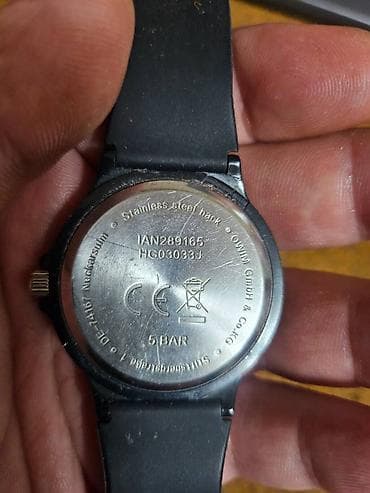 Stainless steel back • OWIM GmbH & Co.KG • Stiftsbergstraße 1 • DE-74167 Neckarsulm •
IAN289165
HG03033J
CE
5 BAR